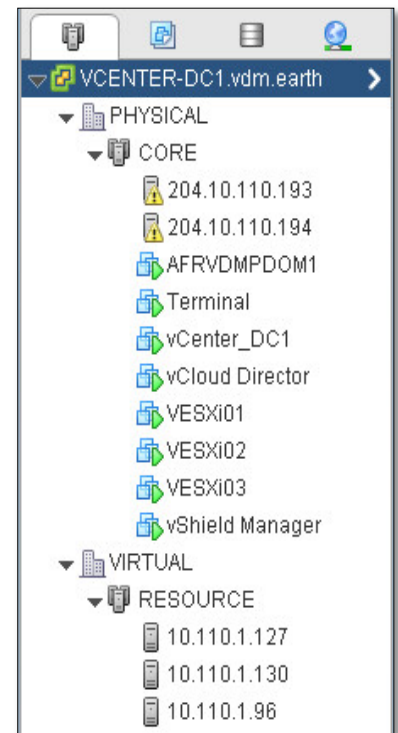 VCENTER-DC1.vdm.earth
PHYSICAL
CORE
204.10.110.193
204.10.110.194
AFRVDMPDOM1
Terminal
vCenter_DC1
vCloud Director
VESXi01
VESXi02
VESXi03
vShield Manager
VIRTUAL
RESOURCE
10.110.1.127
10.110.1.130
10.110.1.96